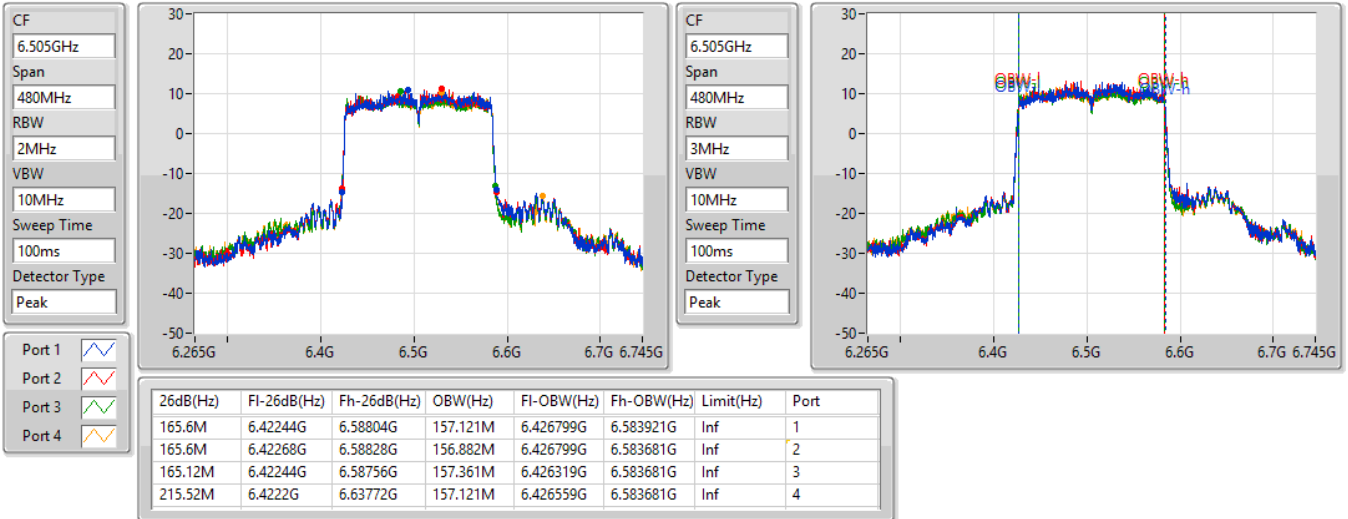 CF
6.505GHz
Span
480MHz
RBW
2MHz
VBW
10MHz
Sweep Time
100ms
Detector Type
Peak
30
20
10
0
-10
-20
-30
-40
-50
6.265G 6.4G 6.5G 6.6G 6.7G 6.745G
CF
6.505GHz
Span
480MHz
RBW
3MHz
VBW
10MHz
Sweep Time
100ms
Detector Type
Peak
30
20
10
0
-10
-20
-30
-40
-50
OBW-l OBW-h
6.265G 6.4G 6.5G 6.6G 6.7G 6.745G
Port 1
Port 2
Port 3
Port 4
26dB(Hz) Fl-26dB(Hz) Fh-26dB(Hz) OBW(Hz) Fl-OBW(Hz) Fh-OBW(Hz) Limit(Hz) Port
165.6M 6.42244G 6.58804G 157.121M 6.426799G 6.583921G Inf 1
165.6M 6.42268G 6.58828G 156.882M 6.426799G 6.583681G Inf 2
165.12M 6.42244G 6.58756G 157.361M 6.426319G 6.583681G Inf 3
215.52M 6.4222G 6.63772G 157.121M 6.426559G 6.583681G Inf 4